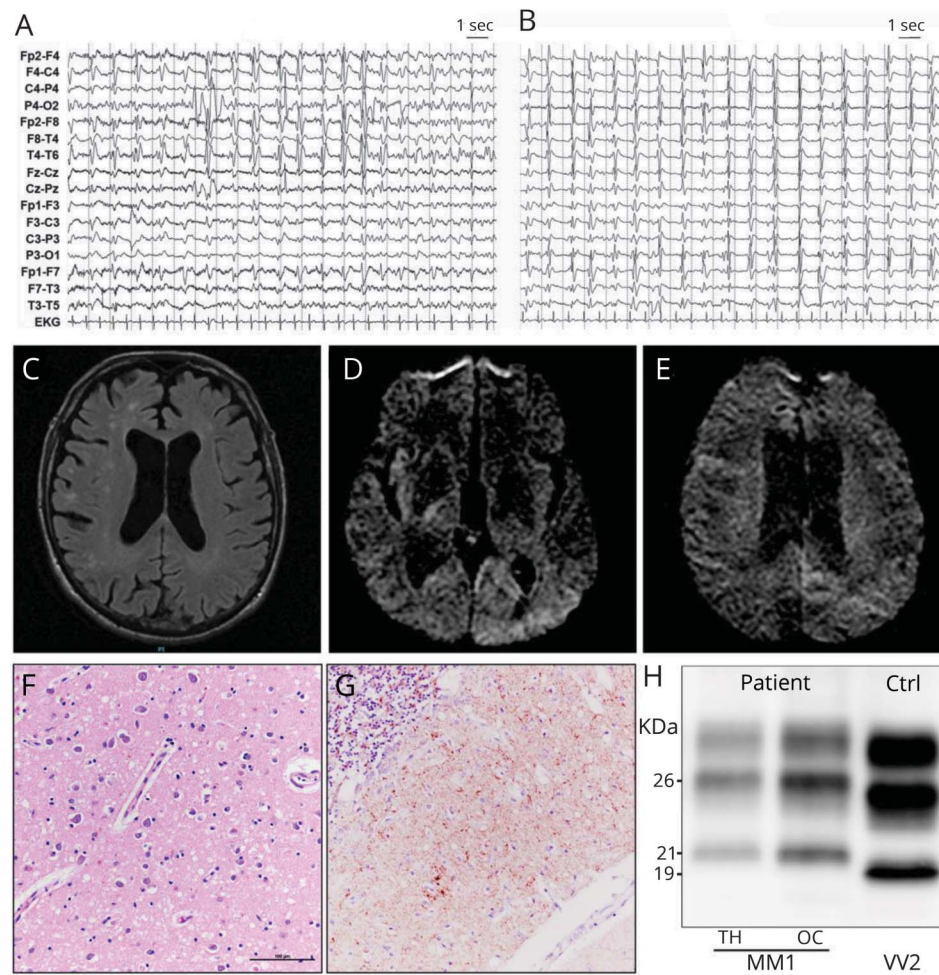 A
1 sec
B
1 sec
Fp2-F4
F4-C4
C4-P4
P4-O2
Fp2-F8
F8-T4
T4-T6
Fz-Cz
Cz-Pz
Fp1-F3
F3-C3
C3-P3
P3-O1
Fp1-F7
F7-T3
T3-T5
EKG
C
D
E
F
100 µm
G
H
Patient
Ctrl
KDa
26
21
19
TH
OC
MM1
VV2